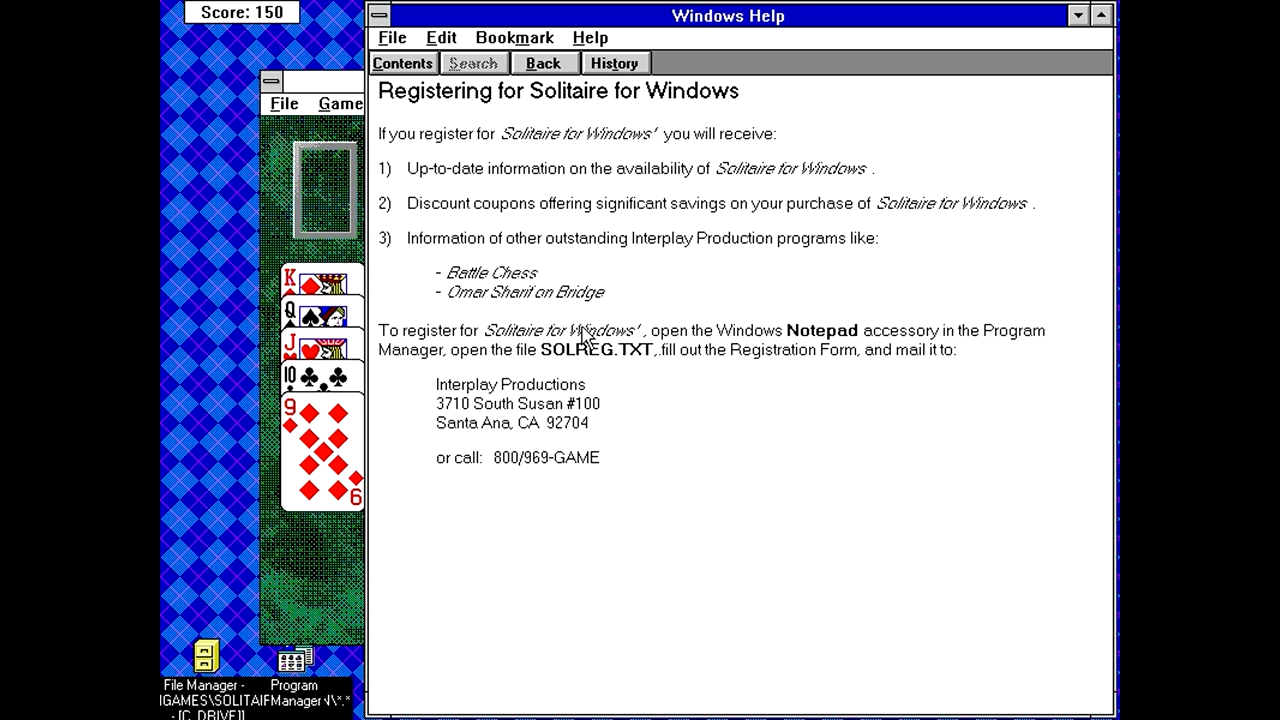 Score: 150
Windows Help
File Edit Bookmark Help
Contents Search Back History
File Game
Registering for Solitaire for Windows
If you register for Solitaire for Windows' you will receive:
1) Up-to-date information on the availability of Solitaire for Windows .
2) Discount coupons offering significant savings on your purchase of Solitaire for Windows .
3) Information of other outstanding Interplay Production programs like:
- Battle Chess
- Omar Sharif on Bridge
To register for Solitaire for Windows' , open the Windows Notepad accessory in the Program
Manager, open the file SOLREG.TXT, .fill out the Registration Form, and mail it to:
Interplay Productions
3710 South Susan #100
Santa Ana, CA 92704
or call: 800/969-GAME
K
Q
J
10
9
6
File Manager -
\GAMES\SOLITAIF
- [C_DRIVE]]
Program
Manager
\*.*